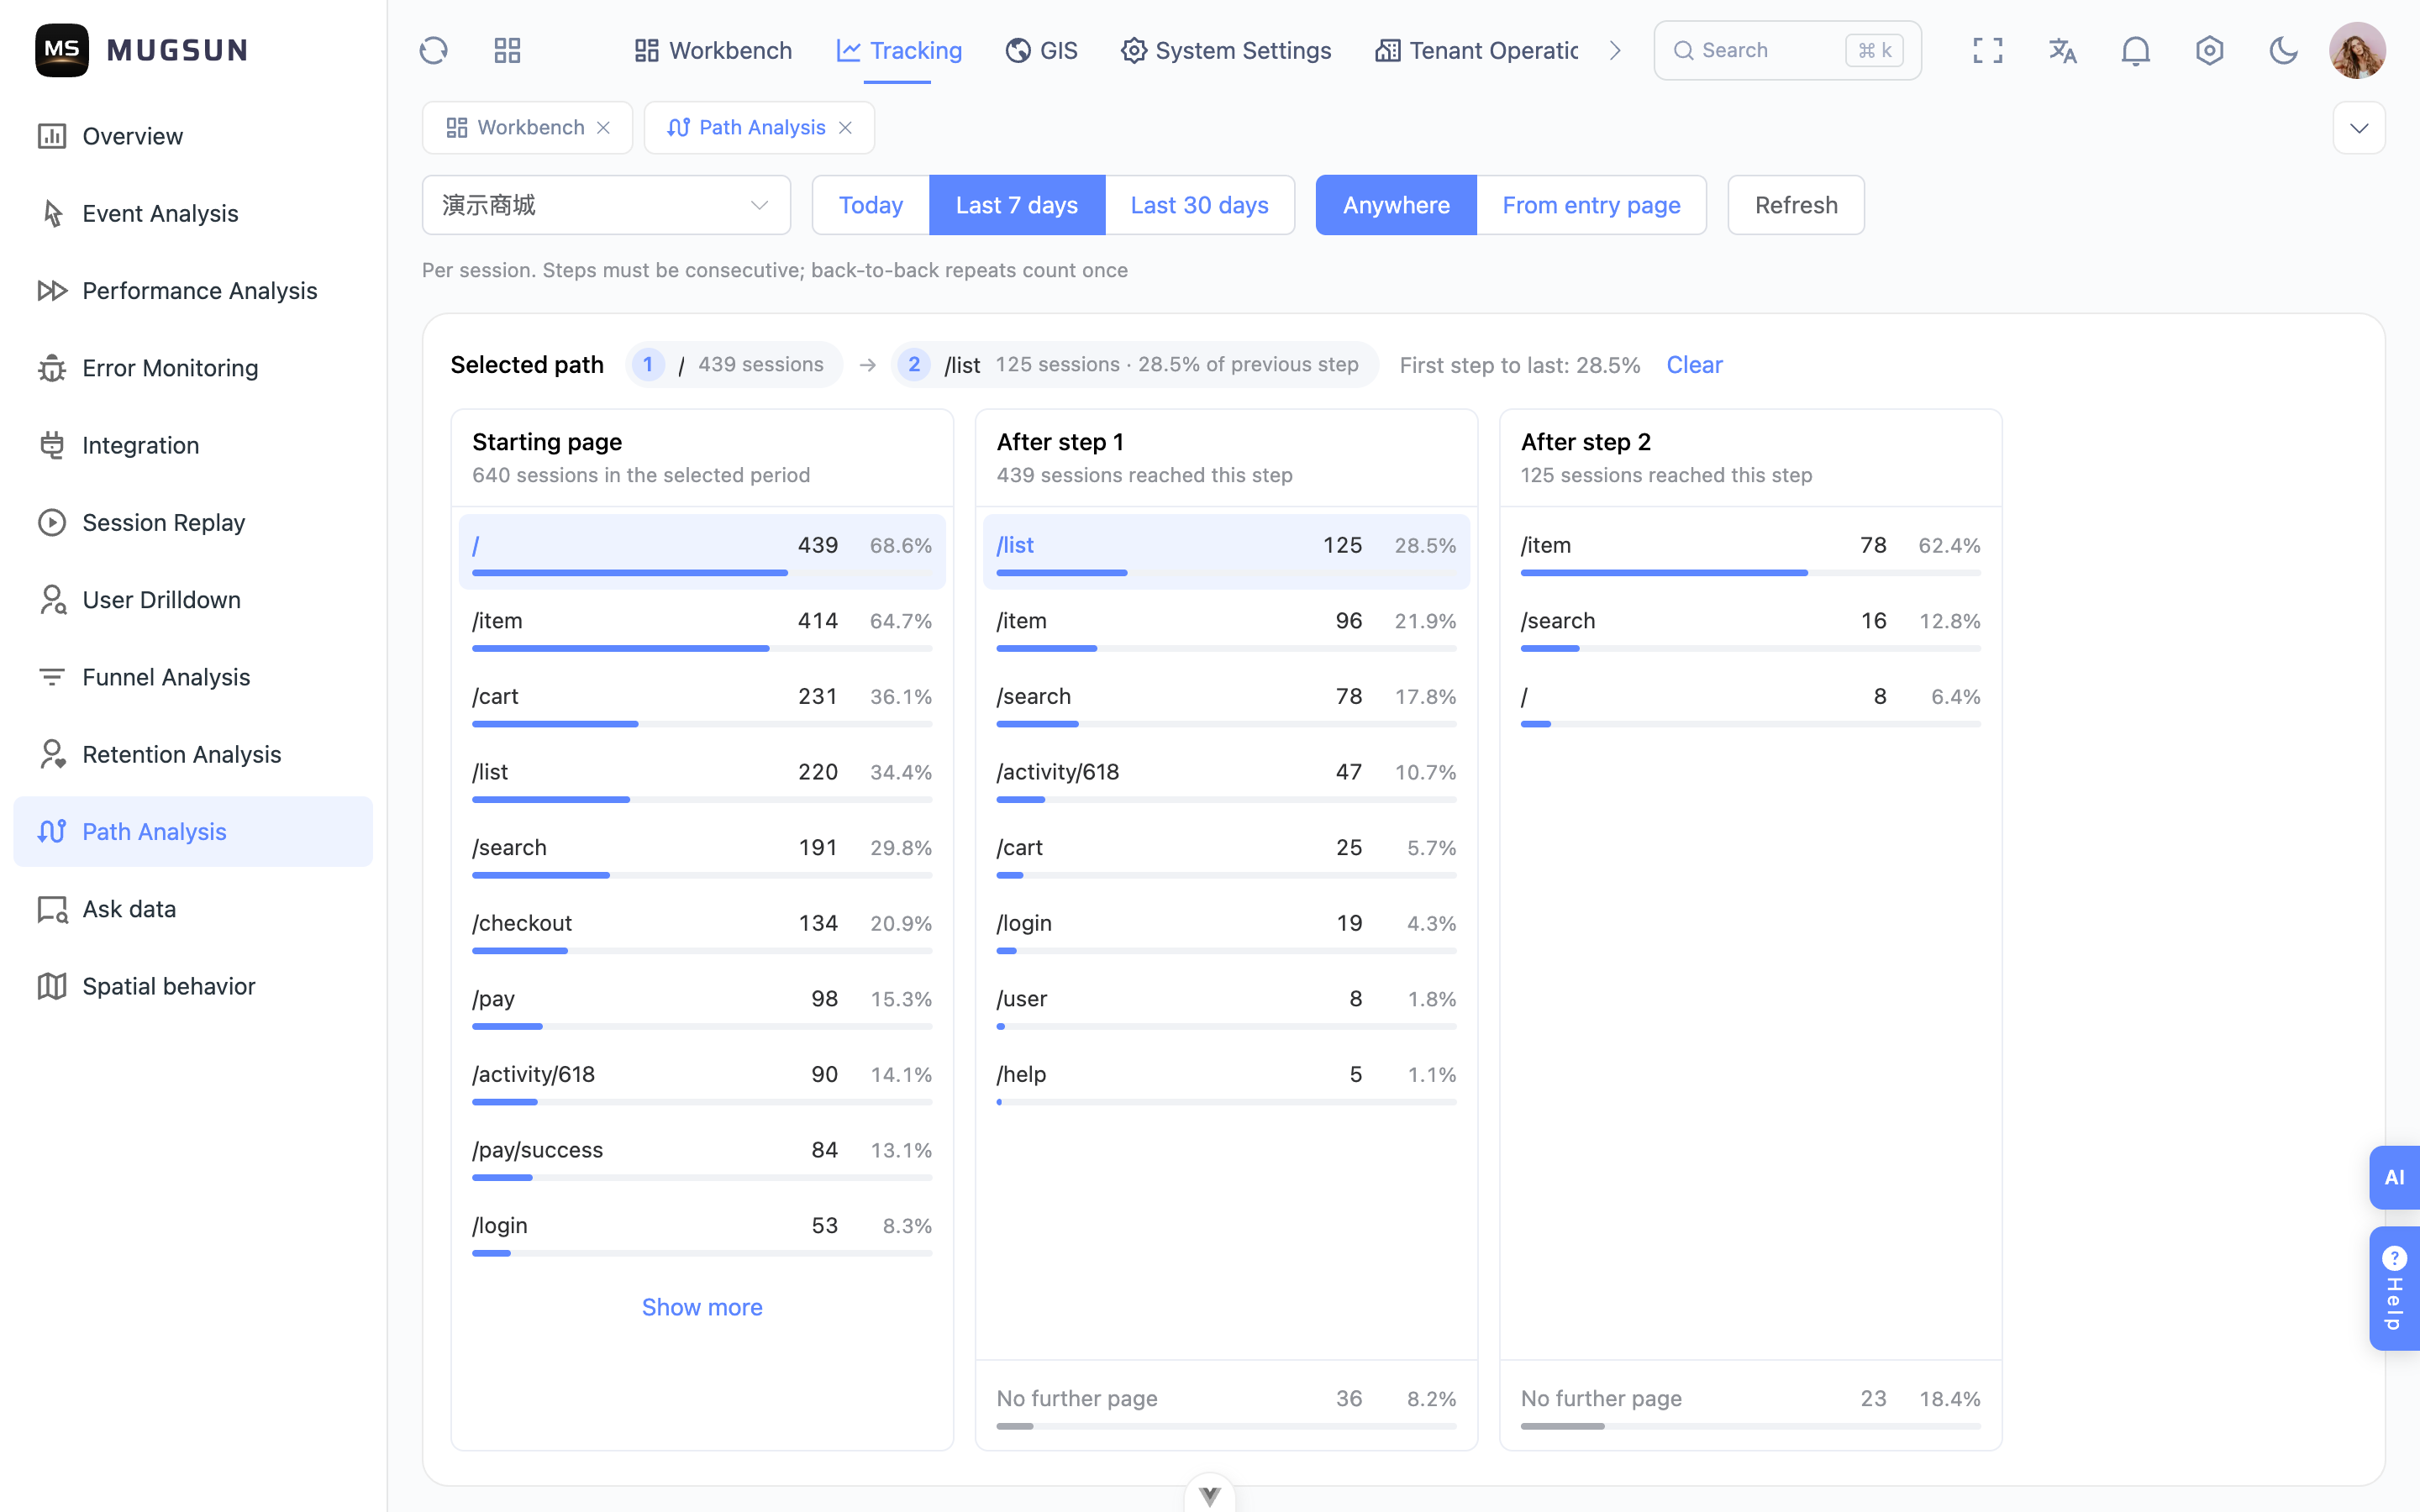 MS MUGSUN
Overview
Event Analysis
Performance Analysis
Error Monitoring
Integration
Session Replay
User Drilldown
Funnel Analysis
Retention Analysis
Path Analysis
Ask data
Spatial behavior
Workbench Tracking GIS System Settings Tenant Operatic Search ⌘ k
Workbench Path Analysis
演示商城 Today Last 7 days Last 30 days Anywhere From entry page Refresh
Per session. Steps must be consecutive; back-to-back repeats count once
Selected path 1 / 439 sessions → 2 /list 125 sessions · 28.5% of previous step First step to last: 28.5% Clear
Starting page
640 sessions in the selected period
/ 439 68.6%
/item 414 64.7%
/cart 231 36.1%
/list 220 34.4%
/search 191 29.8%
/checkout 134 20.9%
/pay 98 15.3%
/activity/618 90 14.1%
/pay/success 84 13.1%
/login 53 8.3%
Show more
After step 1
439 sessions reached this step
/list 125 28.5%
/item 96 21.9%
/search 78 17.8%
/activity/618 47 10.7%
/cart 25 5.7%
/login 19 4.3%
/user 8 1.8%
/help 5 1.1%
No further page 36 8.2%
After step 2
125 sessions reached this step
/item 78 62.4%
/search 16 12.8%
/ 8 6.4%
No further page 23 18.4%
AI
? Help